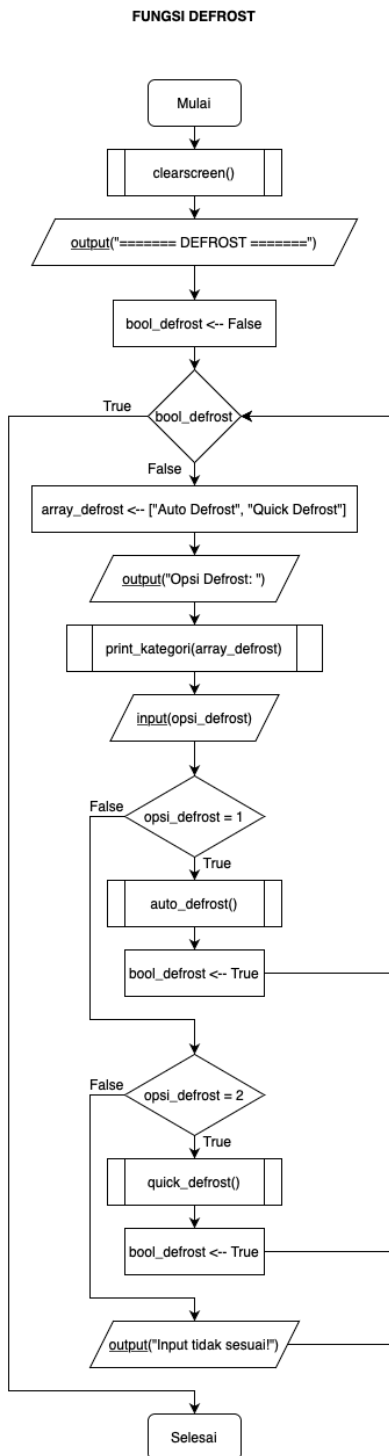 FUNGSI DEFROST
Mulai
clearscreen()
output("======= DEFROST =======")
bool_defrost <-- False
True
bool_defrost
False
array_defrost <-- ["Auto Defrost", "Quick Defrost"]
output("Opsi Defrost: ")
print_kategori(array_defrost)
input(opsi_defrost)
False
opsi_defrost = 1
True
auto_defrost()
bool_defrost <-- True
False
opsi_defrost = 2
True
quick_defrost()
bool_defrost <-- True
output("Input tidak sesuai!")
Selesai